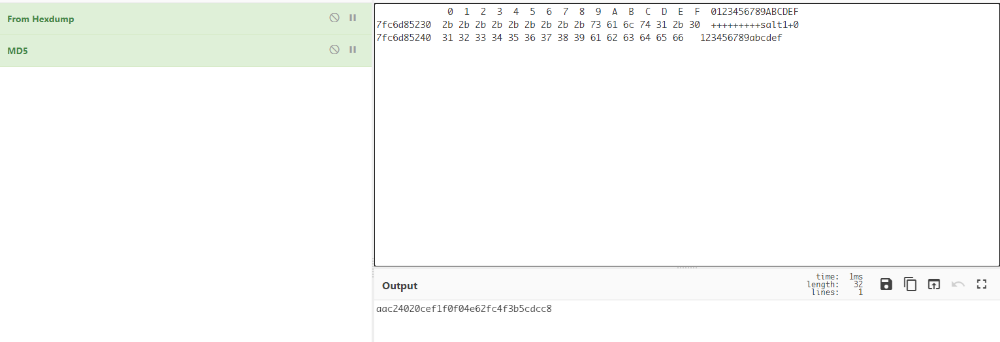 From Hexdump
MD5
0 1 2 3 4 5 6 7 8 9 A B C D E F 0123456789ABCDEF
7fc6d85230 2b 2b 2b 2b 2b 2b 2b 2b 2b 73 61 6c 74 31 2b 30 +++++++++salt1+0
7fc6d85240 31 32 33 34 35 36 37 38 39 61 62 63 64 65 66 123456789abcdef
Output
time: 1ms
length: 32
lines: 1
aac24020cef1f0f04e62fc4f3b5cdcc8